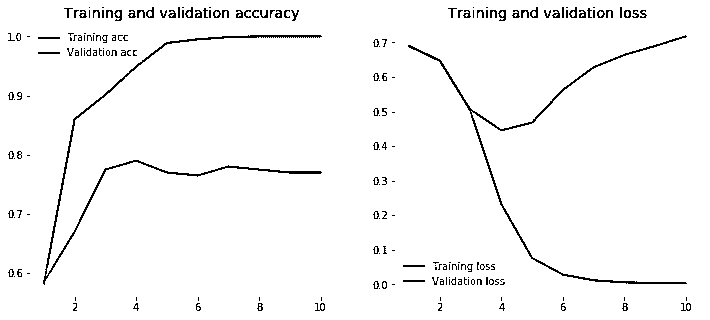 Training and validation accuracy
1.0
0.9
0.8
0.7
0.6
2 4 6 8 10
Training acc
Validation acc
Training and validation loss
0.7
0.6
0.5
0.4
0.3
0.2
0.1
0.0
2 4 6 8 10
Training loss
Validation loss